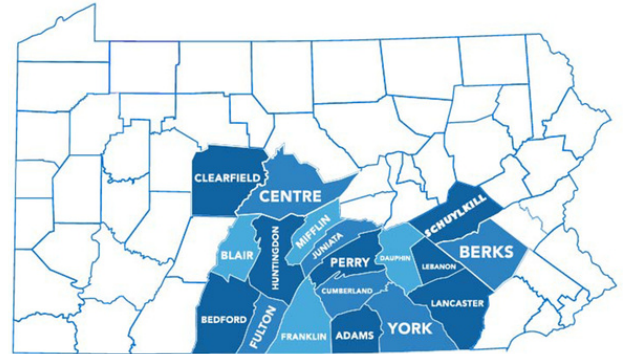 CLEARFIELD
CENTRE
SCHUYLKILL
MIFFLIN
JUNIATA
BLAIR
HUNTINGDON
PERRY
DAUPHIN
LEBANON
BERKS
CUMBERLAND
LANCASTER
BEDFORD
FULTON
FRANKLIN
ADAMS
YORK